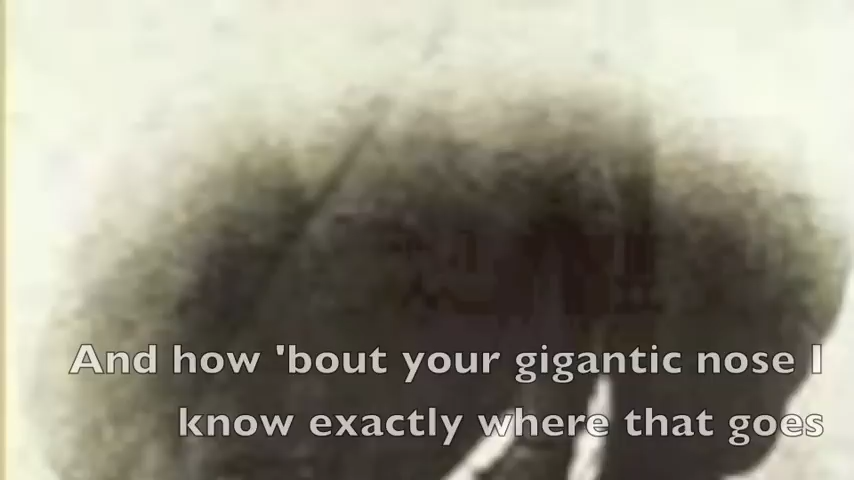 And how 'bout your gigantic nose I
know exactly where that goes